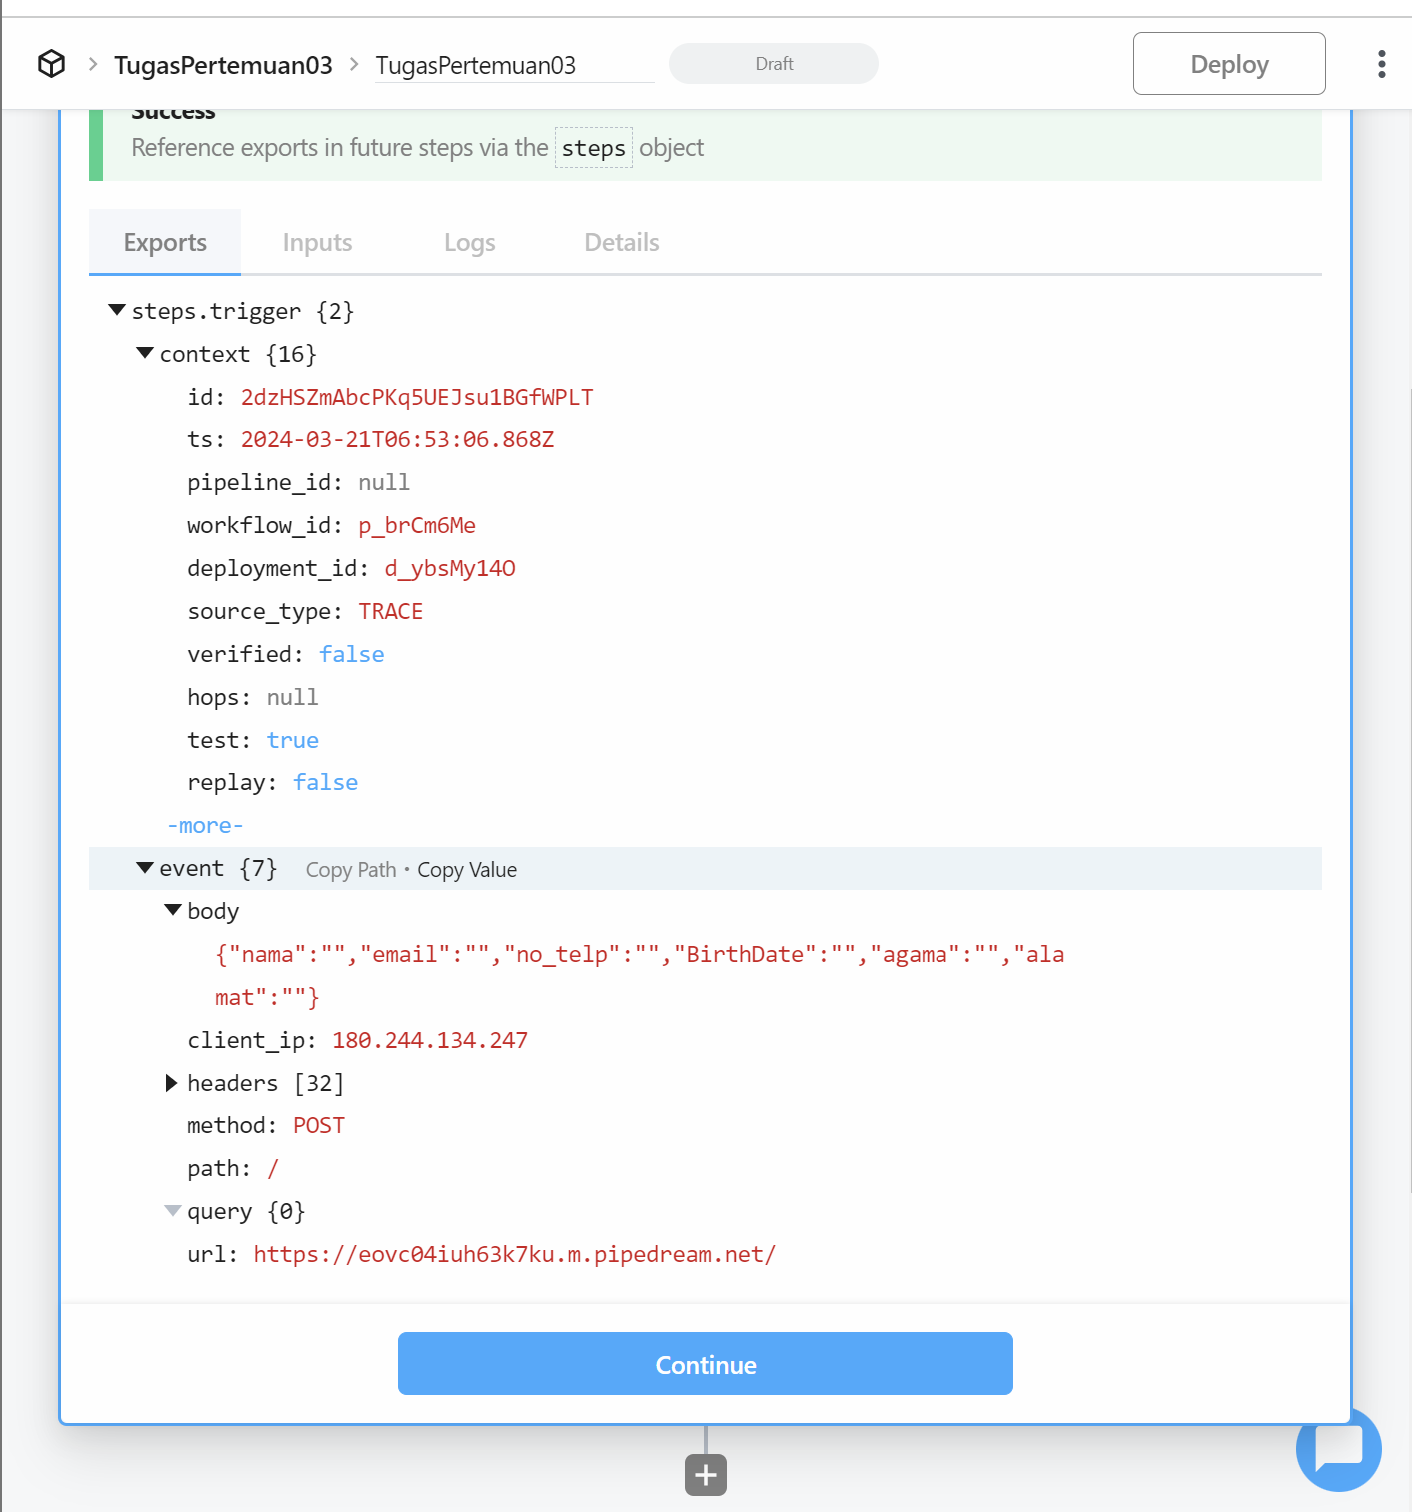 TugasPertemuan03 TugasPertemuan03 Draft Deploy
Success
Reference exports in future steps via the steps object
Exports Inputs Logs Details
steps.trigger {2}
context {16}
id: 2dzHSZmAbcPKq5UEJsu1BGfWPLT
ts: 2024-03-21T06:53:06.868Z
pipeline_id: null
workflow_id: p_brCm6Me
deployment_id: d_ybsMy14O
source_type: TRACE
verified: false
hops: null
test: true
replay: false
-more-
event {7} Copy Path • Copy Value
body
{"nama":"","email":"","no_telp":"","BirthDate":"","agama":"","ala
mat":""}
client_ip: 180.244.134.247
headers [32]
method: POST
path: /
query {0}
url: https://eovc04iuh63k7ku.m.pipedream.net/
Continue